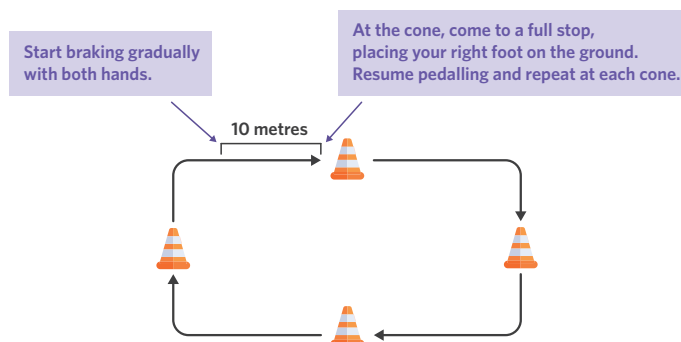 Start braking gradually
with both hands.
At the cone, come to a full stop,
placing your right foot on the ground.
Resume pedalling and repeat at each cone.
10 metres